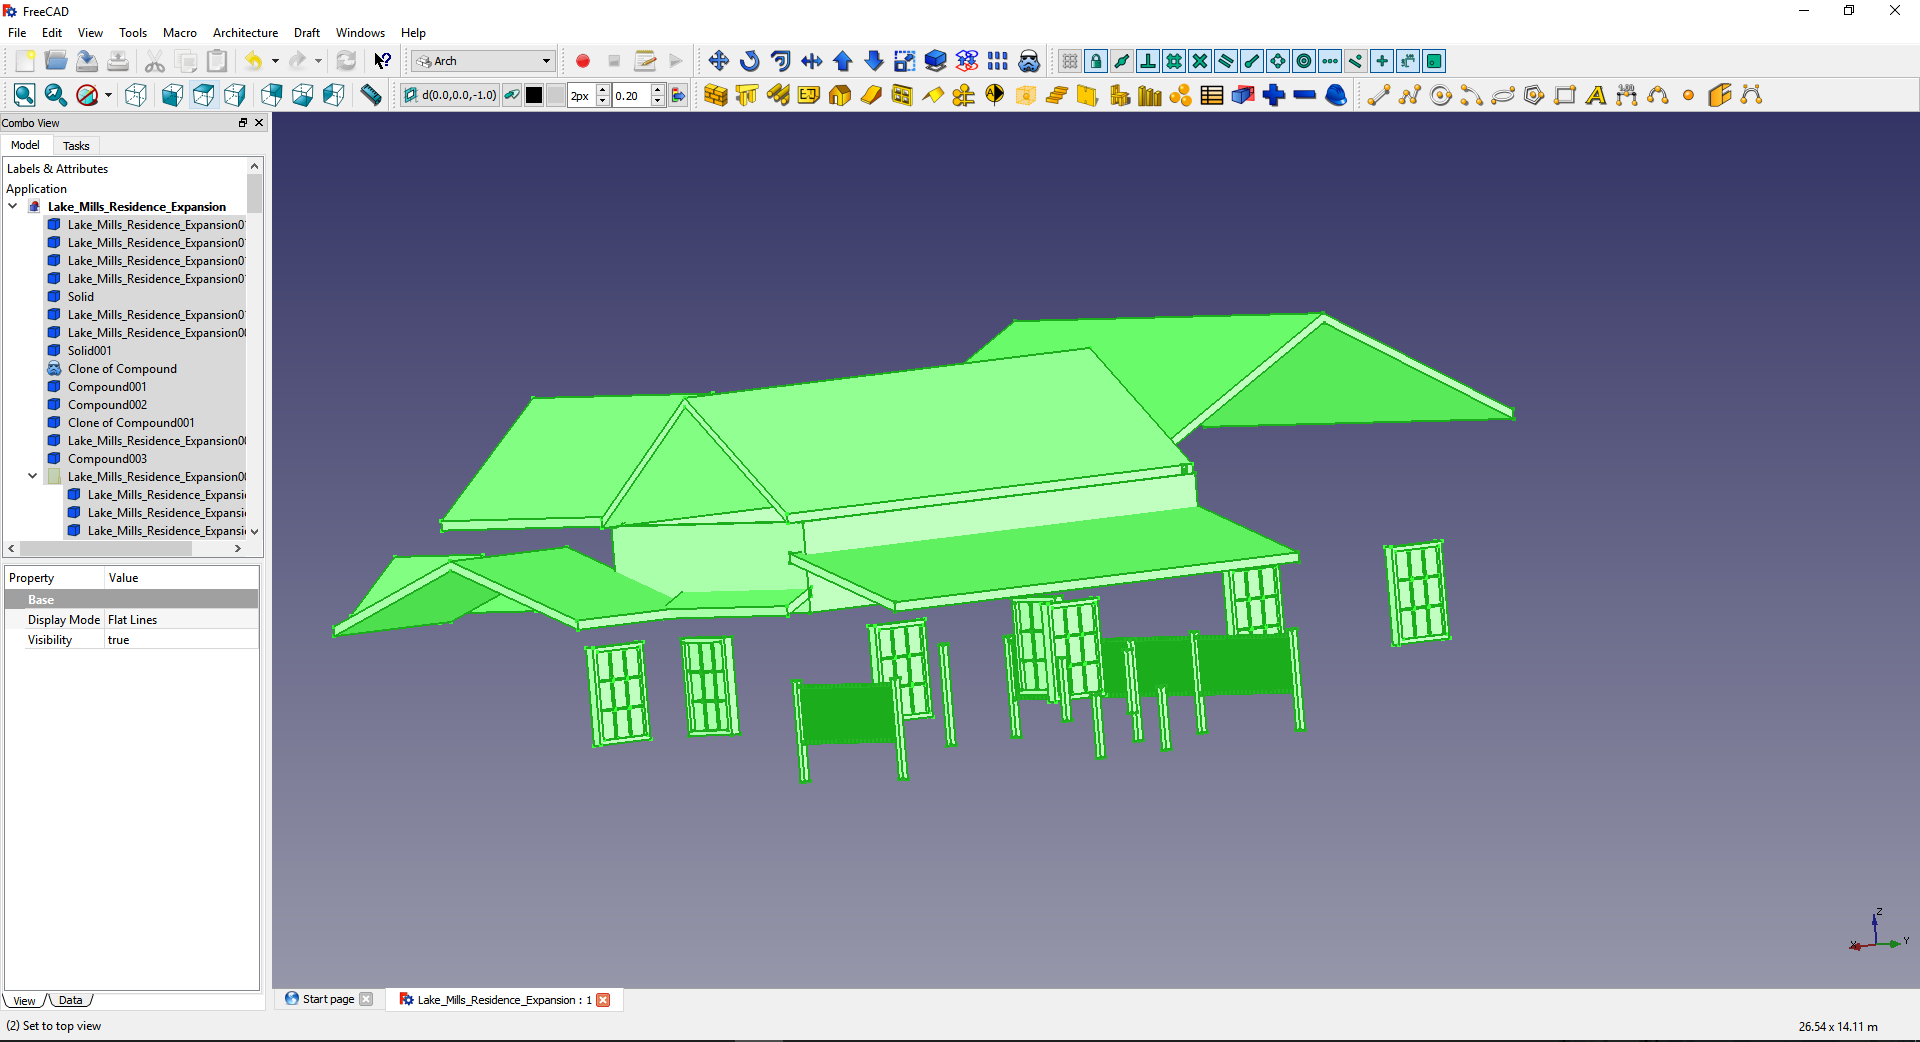 FreeCAD
File Edit View Tools Macro Architecture Draft Windows Help
Arch
d(0.0,0.0,-1.0) 2px 0.20
Combo View
Model Tasks
Labels & Attributes
Application
Lake_Mills_Residence_Expansion
Lake_Mills_Residence_Expansion0
Lake_Mills_Residence_Expansion0
Lake_Mills_Residence_Expansion0
Lake_Mills_Residence_Expansion0
Solid
Lake_Mills_Residence_Expansion0
Lake_Mills_Residence_Expansion00
Solid001
Clone of Compound
Compound001
Compound002
Clone of Compound001
Lake_Mills_Residence_Expansion00
Compound003
Lake_Mills_Residence_Expansion00
Lake_Mills_Residence_Expansi
Lake_Mills_Residence_Expansi
Lake_Mills_Residence_Expansi
Property Value
Base
Display Mode Flat Lines
Visibility true
Z
X Y
View Data
Start page Lake_Mills_Residence_Expansion : 1
(2) Set to top view
26.54 x 14.11 m